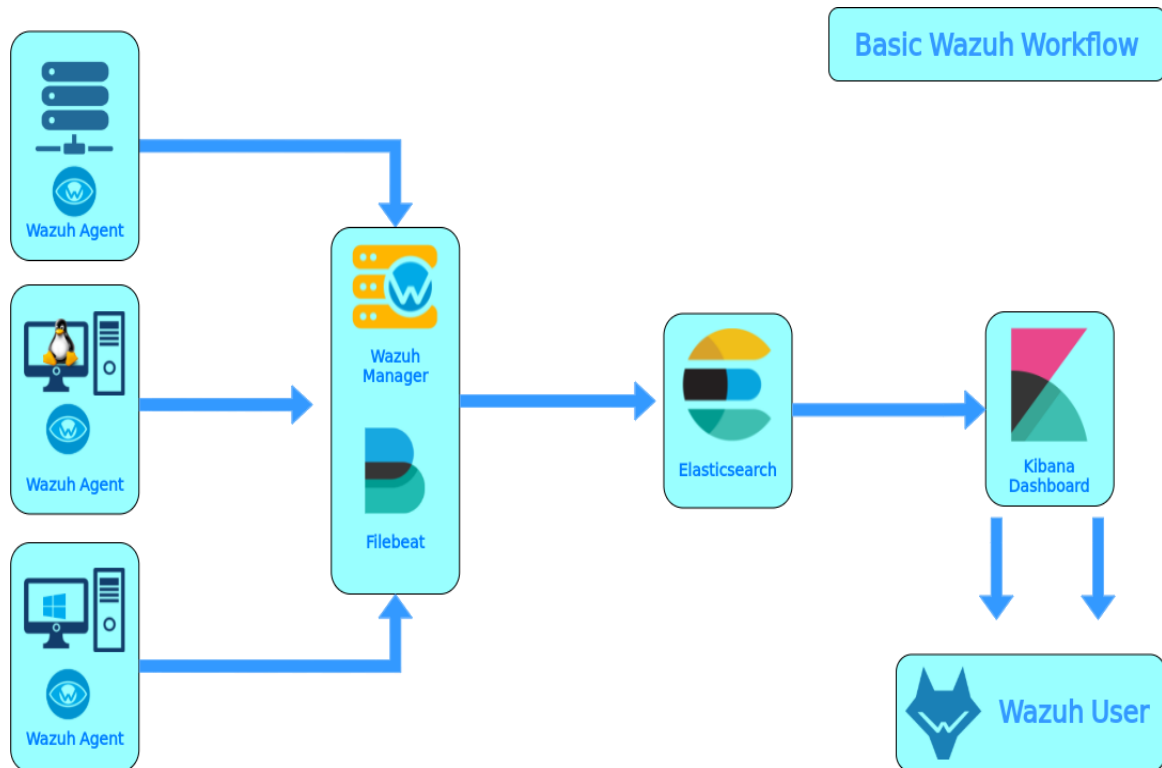 Basic Wazuh Workflow
Wazuh Agent
Wazuh Agent
Wazuh Agent
Wazuh
Manager
Filebeat
Elasticsearch
Kibana
Dashboard
Wazuh User